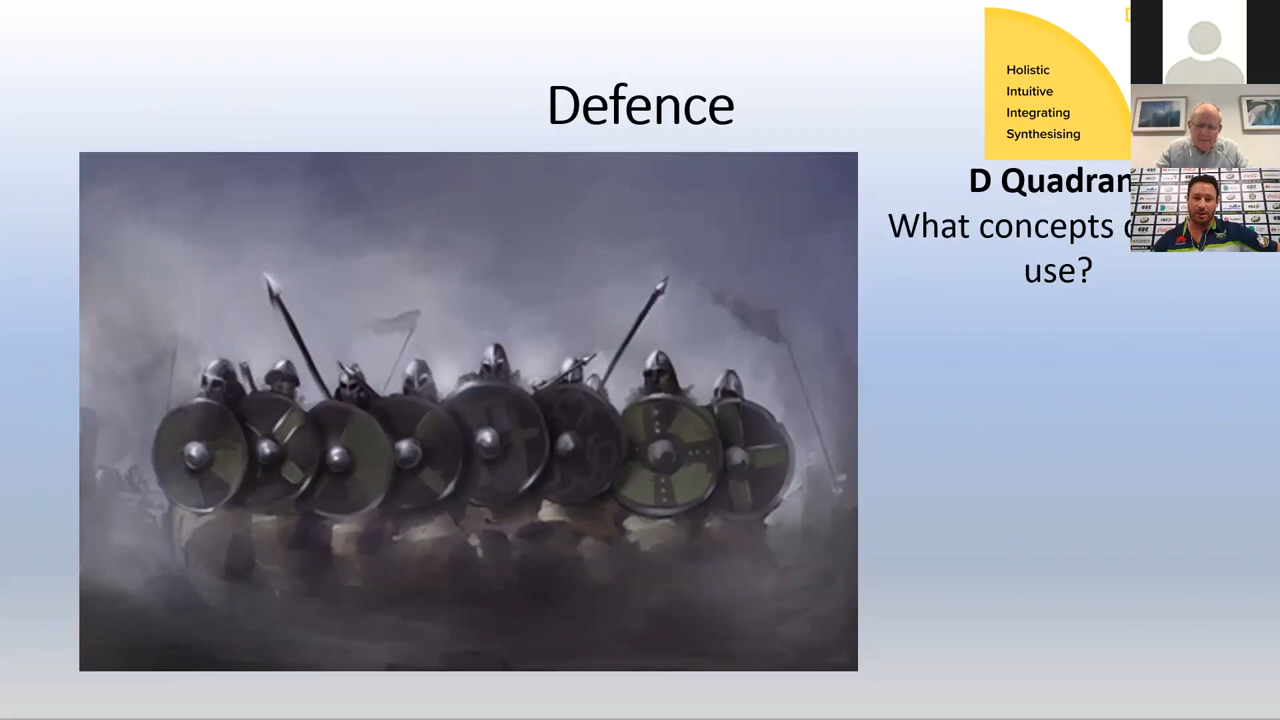 Holistic
Intuitive
Integrating
Synthesising
Defence
D Quadran
What concepts
use?